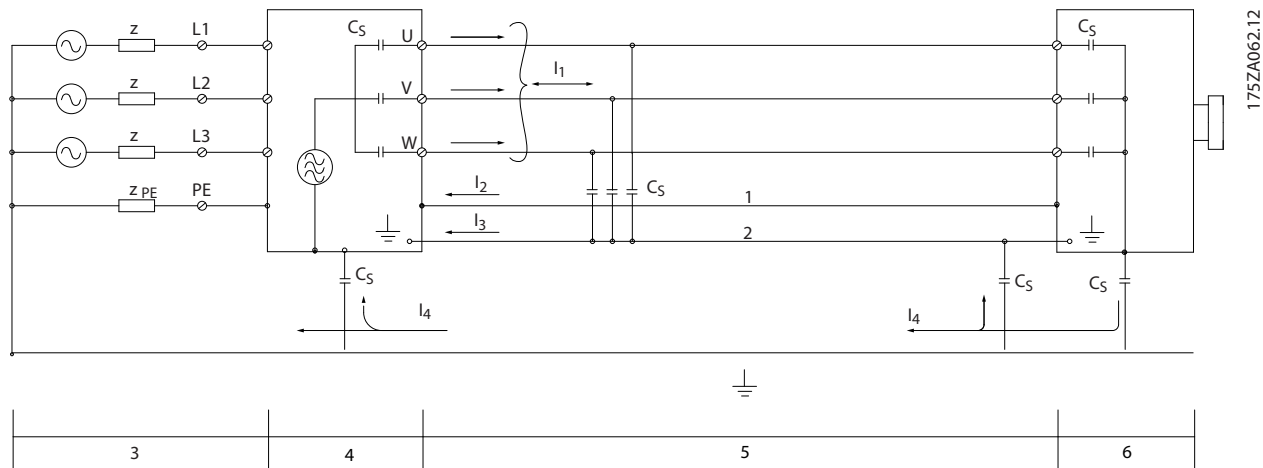 z L1
z L2
z L3
z PE PE
CS U
V
W
I1
I2
I3
CS
1
2
CS
CS
CS
CS
I4
I4
3 4 5 6
175ZA062.12